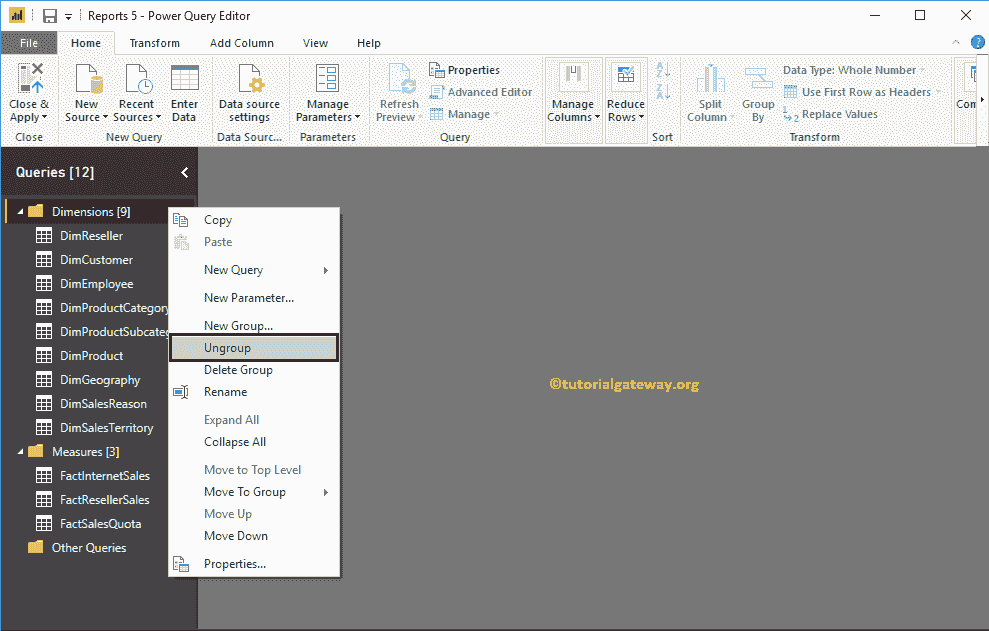 Reports 5 - Power Query Editor
File Home Transform Add Column View Help
Close & Apply
New Source
Recent Sources
Enter Data
Data source settings
Manage Parameters
Refresh Preview
Properties
Advanced Editor
Manage
Manage Columns
Reduce Rows
Split Column
Group By
Data Type: Whole Number
Use First Row as Headers
Replace Values
Close New Query Data Sourc... Parameters Query Sort Transform
Queries [12]
Dimensions [9]
DimReseller
DimCustomer
DimEmployee
DimProductCategory
DimProduct
DimGeography
DimSalesReason
DimSalesTerritory
Measures [3]
FactInternetSales
FactResellerSales
FactSalesQuota
Other Queries
Copy
Paste
New Query
New Parameter...
New Group...
Ungroup
Delete Group
Rename
Expand All
Collapse All
Move to Top Level
Move To Group
Move Up
Move Down
Properties...
©tutorialgateway.org